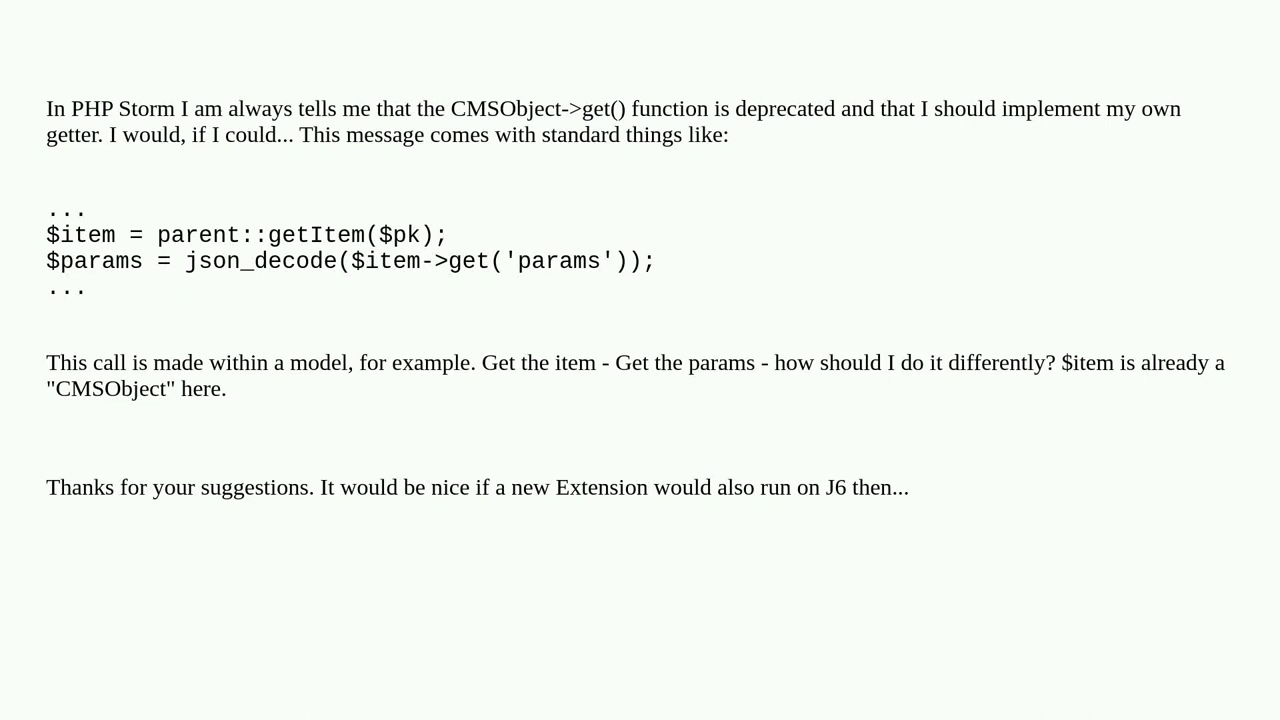 In PHP Storm I am always tells me that the CMSObject->get() function is deprecated and that I should implement my own
getter. I would, if I could... This message comes with standard things like:
...
$item = parent::getItem($pk);
$params = json_decode($item->get('params'));
...
This call is made within a model, for example. Get the item - Get the params - how should I do it differently? $item is already a
"CMSObject" here.
Thanks for your suggestions. It would be nice if a new Extension would also run on J6 then...